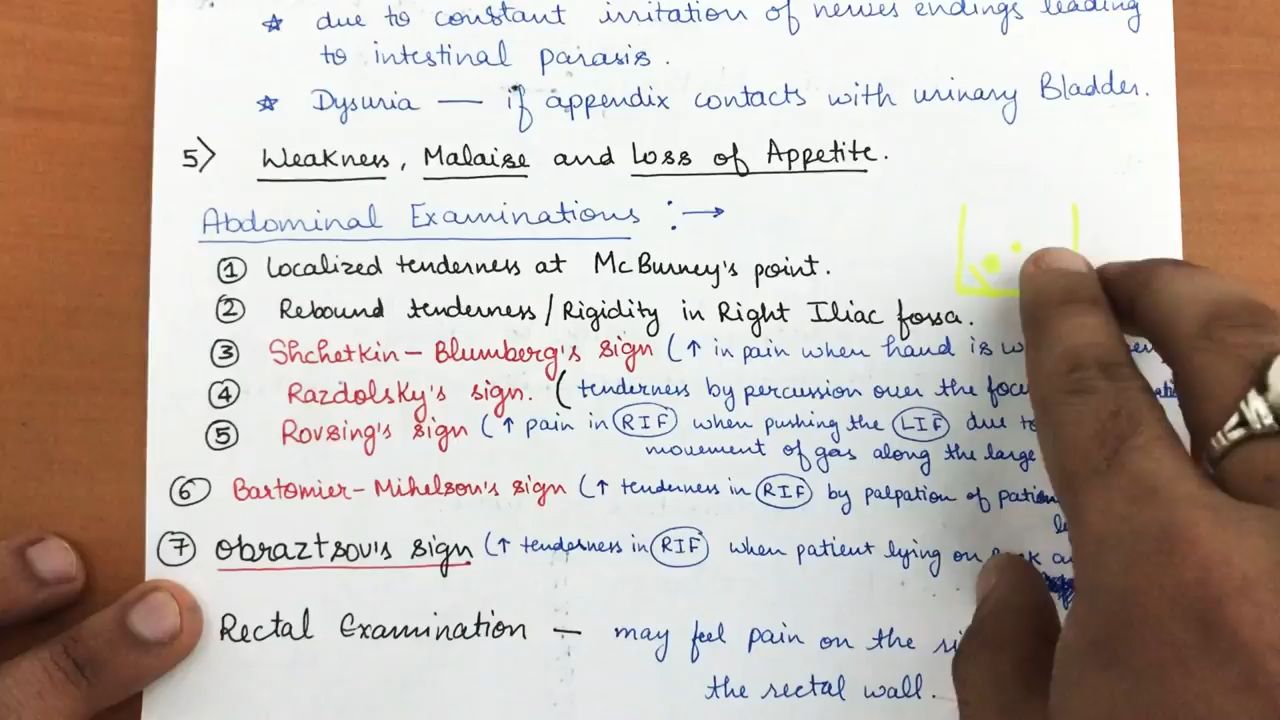 ☆ due to constant irritation of nerves endings leading
to intestinal parasis.
☆ Dysuria — if appendix contacts with urinary Bladder.
5) Weakness, Malaise and Loss of Appetite.
Abdominal Examinations :→
① Localized tenderness at McBurney's point.
② Rebound tenderness/Rigidity in Right Iliac fossa.
③ Shchetkin-Blumberg's sign (↑ in pain when hand is
④ Razdolsky's sign. (tenderness by percussion over the
⑤ Rovsing's sign (↑ pain in RIF when pushing the LIF due to
movement of gas along the large
⑥ Bartomier-Mihelson's sign (↑ tenderness in RIF by palpation of
⑦ Obraztsov's sign (↑ tenderness in RIF when patient lying on
Rectal Examination — may feel pain on the
the rectal wall.